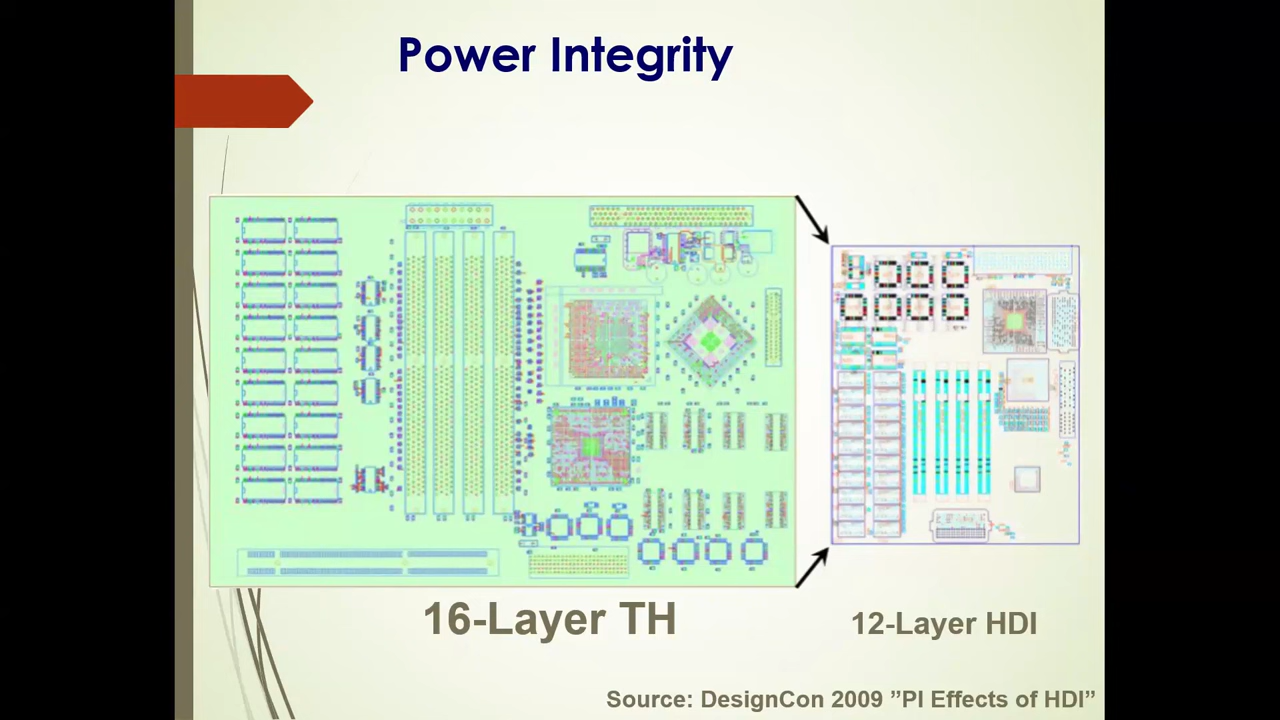 Power Integrity
16-Layer TH
12-Layer HDI
Source: DesignCon 2009 ”PI Effects of HDI”